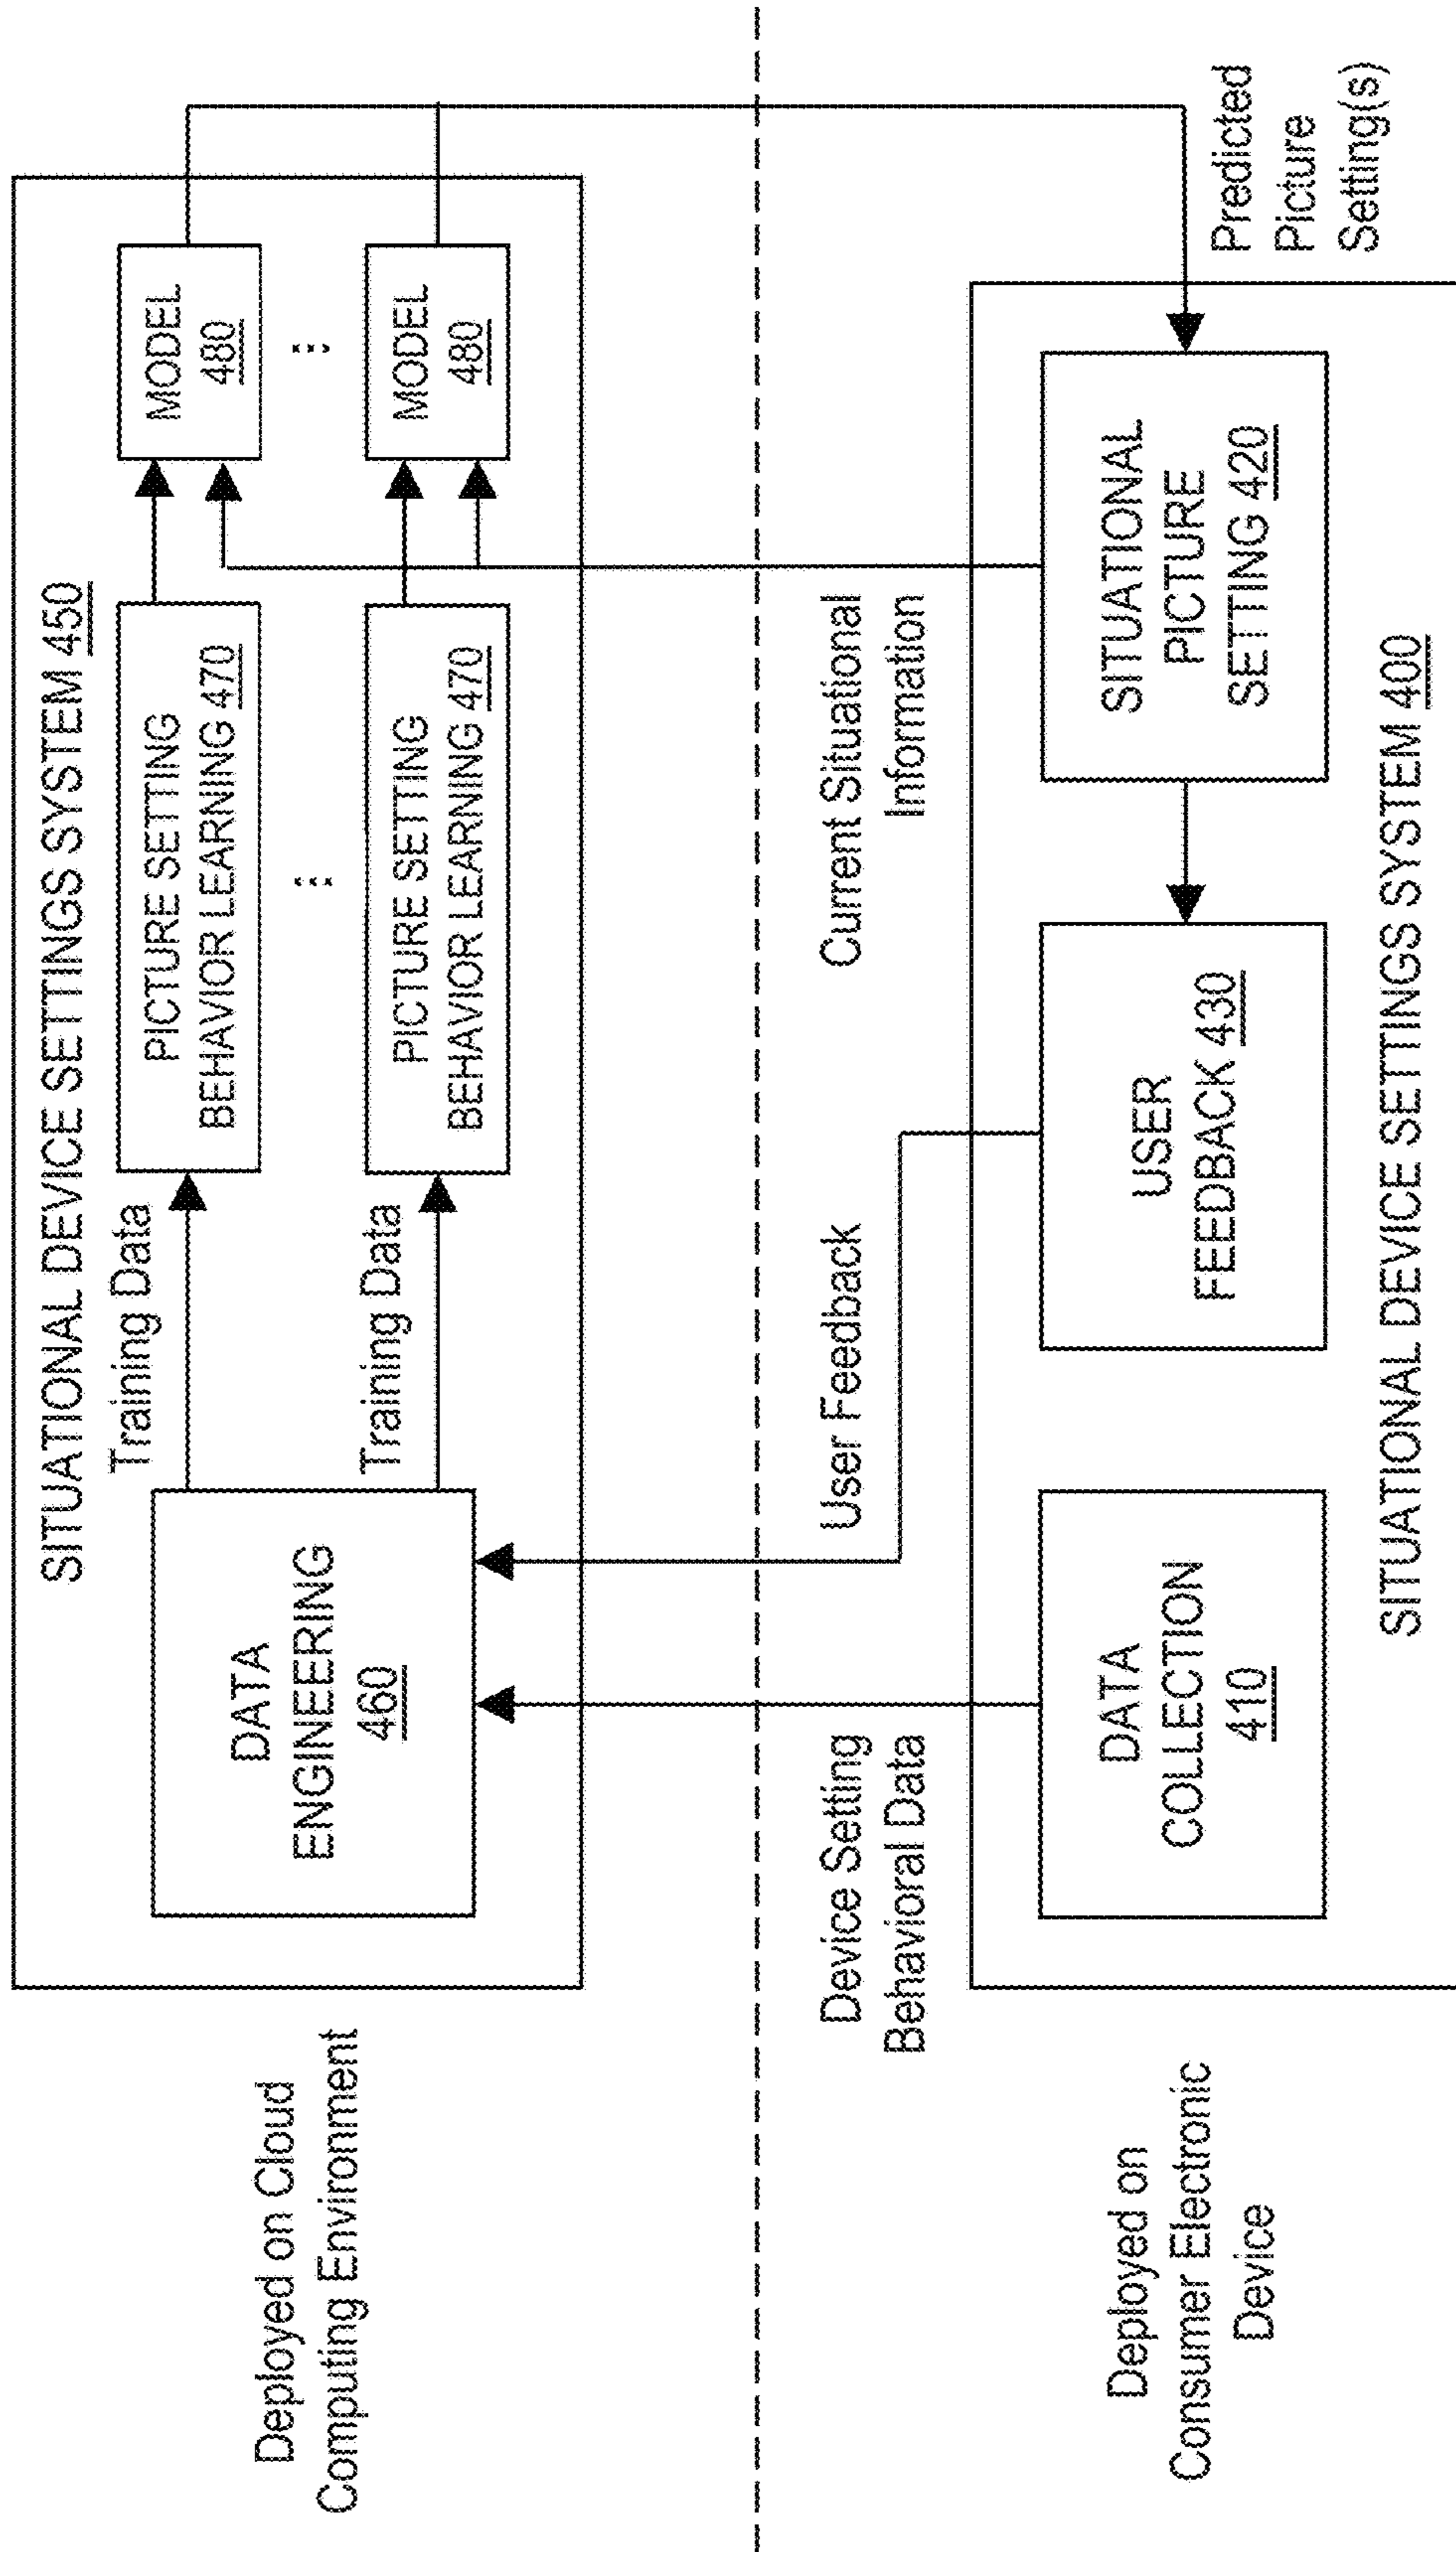 SITUATIONAL DEVICE SETTINGS SYSTEM 450
Deployed on Cloud
Computing Environment
DATA
ENGINEERING
460
Training Data
PICTURE SETTING
BEHAVIOR LEARNING 470
MODEL
480
Training Data
PICTURE SETTING
BEHAVIOR LEARNING 470
MODEL
480
Device Setting
Behavioral Data
User Feedback
Current Situational
Information
Deployed on
Consumer Electronic
Device
DATA
COLLECTION
410
USER
FEEDBACK 430
SITUATIONAL
PICTURE
SETTING 420
Predicted
Picture
Setting(s)
SITUATIONAL DEVICE SETTINGS SYSTEM 400